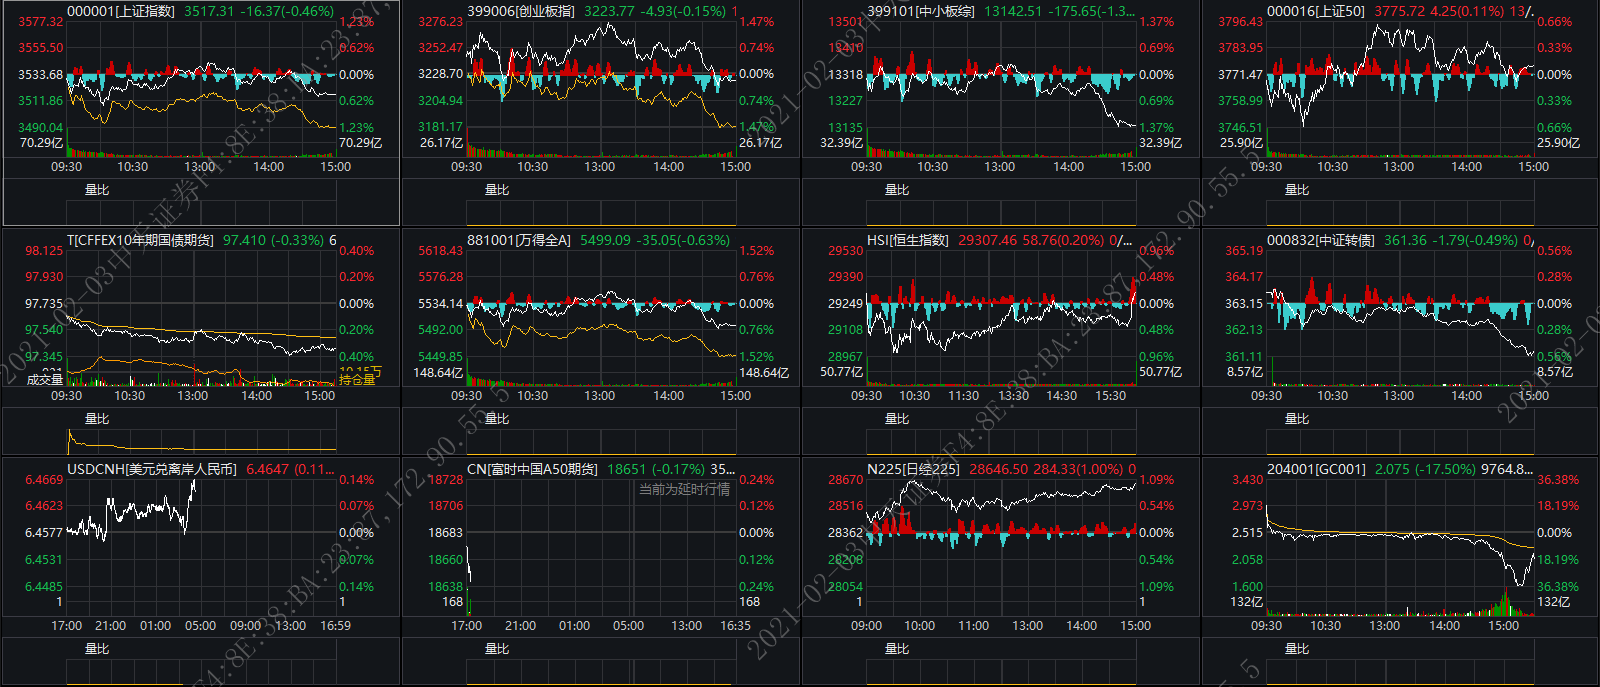 000001[上证指数] 3517.31 -16.37(-0.46%)
3577.32 1.23%
3555.50 0.62%
3533.68 0.00%
3511.86 0.62%
3490.04 1.23%
70.29亿 70.29亿
09:30 10:30 13:00 14:00 15:00
量比
399006[创业板指] 3223.77 -4.93(-0.15%) 1
3276.23 1.47%
3252.47 0.74%
3228.70 0.00%
3204.94 0.74%
3181.17 1.47%
26.17亿 26.17亿
09:30 10:30 13:00 14:00 15:00
量比
399101[中小板综] 13142.51 -175.65(-1.3...
13501 1.37%
13410 0.69%
13318 0.00%
13227 0.69%
13135 1.37%
32.39亿 32.39亿
09:30 10:30 13:00 14:00 15:00
量比
000016[上证50] 3775.72 4.25(0.11%) 13/.
3796.43 0.66%
3783.95 0.33%
3771.47 0.00%
3758.99 0.33%
3746.51 0.66%
25.90亿 25.90亿
09:30 10:30 13:00 14:00 15:00
量比
T[CFFEX10年期国债期货] 97.410 (-0.33%) 6
98.125 0.40%
97.930 0.20%
97.735 0.00%
97.540 0.20%
97.345 0.40%
成交量 持仓量
09:30 10:30 13:00 14:00 15:00
量比
881001[万得全A] 5499.09 -35.05(-0.63%)
5618.43 1.52%
5576.28 0.76%
5534.14 0.00%
5492.00 0.76%
5449.85 1.52%
148.64亿 148.64亿
09:30 10:30 13:00 14:00 15:00
量比
HSI[恒生指数] 29307.46 58.76(0.20%) 0/...
29530 0.96%
29390 0.48%
29249 0.00%
29108 0.48%
28967 0.96%
50.77亿 50.77亿
09:30 10:30 11:30 13:30 14:30 15:30
量比
000832[中证转债] 361.36 -1.79(-0.49%) 0/
365.19 0.56%
364.17 0.28%
363.15 0.00%
362.13 0.28%
361.11 0.56%
8.57亿 8.57亿
09:30 10:30 13:00 14:00 15:00
量比
USDCNH[美元兑离岸人民币] 6.4647 (0.11...
6.4669 0.14%
6.4623 0.07%
6.4577 0.00%
6.4531 0.07%
6.4485 0.14%
1 1
17:00 21:00 01:00 05:00 09:00 13:00 16:59
量比
CN[富时中国A50期货] 18651 (-0.17%) 35...
当前为延时行情
18728 0.24%
18706 0.12%
18683 0.00%
18660 0.12%
18638 0.24%
168 168
17:00 21:00 01:00 05:00 13:00 16:35
量比
N225[日经225] 28646.50 284.33(1.00%) 0
28670 1.09%
28516 0.54%
28362 0.00%
28208 0.54%
28054 1.09%
1 1
09:00 10:00 11:00 13:00 14:00 15:00
量比
204001[GC001] 2.075 (-17.50%) 9764.8...
3.430 36.38%
2.973 18.19%
2.515 0.00%
2.058 18.19%
1.600 36.38%
132亿 132亿
09:30 10:30 13:00 14:00 15:00
量比